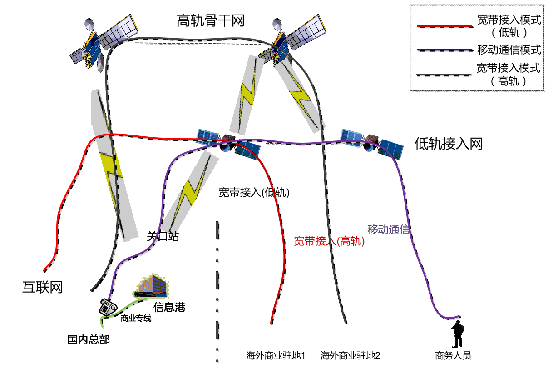 高轨骨干网
宽带接入模式
（低轨）
移动通信模式
宽带接入模式
（高轨）
低轨接入网
宽带接入(低轨)
移动通信
关口站
宽带接入(高轨)
互联网
信息港
商业专线
国内总部
海外商业驻地1
海外商业驻地2
商务人员